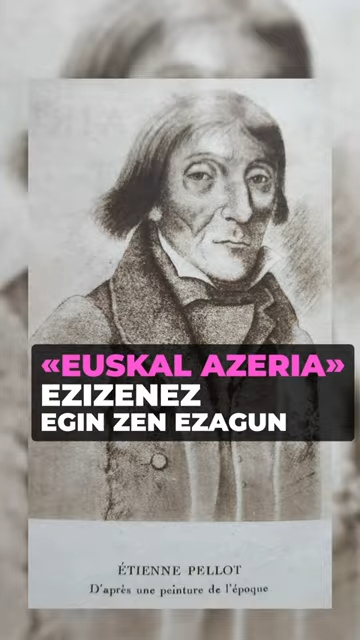 «EUSKAL AZERIA»
EZIZENEZ
EGIN ZEN EZAGUN
ÉTIENNE PELLOT
D'après une peinture de l'époque